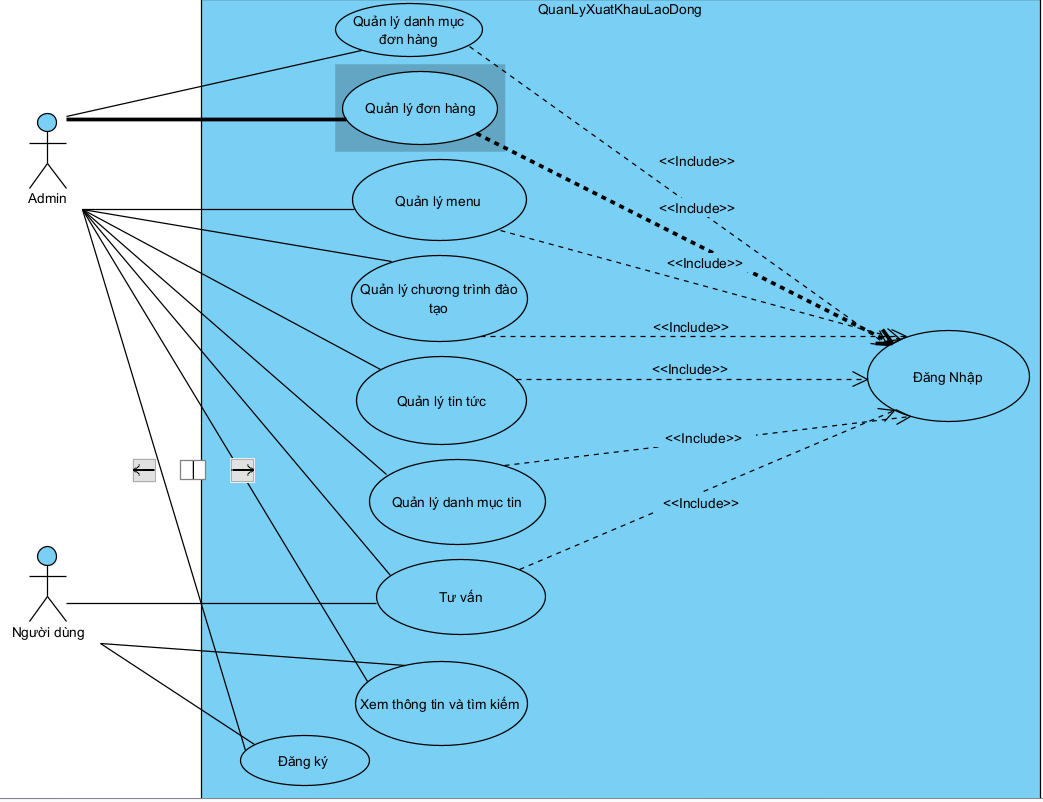 QuanLyXuatKhauLaoDong
Quản lý danh mục
đơn hàng
Quản lý đơn hàng
Admin
<<Include>>
<<Include>>
Quản lý menu
<<Include>>
Quản lý chương trình đào
tạo
<<Include>>
<<Include>>
Đăng Nhập
Quản lý tin tức
<<Include>>
Quản lý danh mục tin
<<Include>>
Tư vấn
Người dùng
Xem thông tin và tìm kiếm
Đăng ký